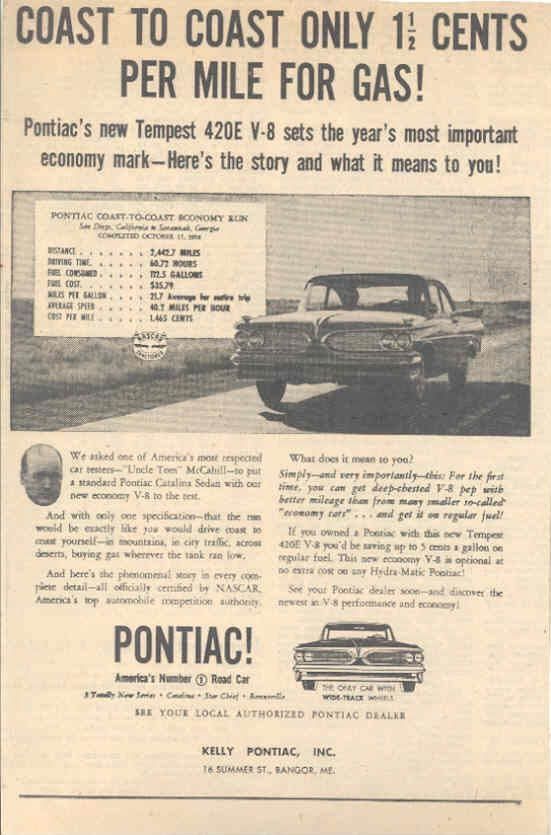 COAST TO COAST ONLY 1½ CENTS
PER MILE FOR GAS!
Pontiac's new Tempest 420E V-8 sets the year's most important
economy mark—Here's the story and what it means to you!
PONTIAC COAST-TO-COAST ECONOMY RUN
San Diego, California to Savannah, Georgia
COMPLETED OCTOBER 17, 1958
DISTANCE . . . . . . . 2,442.7 MILES
DRIVING TIME . . . . . . 60.72 HOURS
FUEL CONSUMED . . . . . 112.5 GALLONS
FUEL COST . . . . . . . $35.79
MILES PER GALLON . . . . 21.7 Average for entire trip
AVERAGE SPEED . . . . . 40.2 MILES PER HOUR
COST PER MILE . . . . . 1.465 CENTS
NASCAR
SANCTIONED
We asked one of America's most respected
car testers—"Uncle Tom" McCahill—to put
a standard Pontiac Catalina Sedan with our
new economy V-8 to the test.
And with only one specification—that the run
would be exactly like you would drive coast to
coast yourself—in mountains, in city traffic, across
deserts, buying gas wherever the tank ran low.
And here's the phenomenal story in every com-
plete detail—all officially certified by NASCAR,
America's top automobile competition authority.
What does it mean to you?
Simply—and very importantly—this: For the first
time, you can get deep-chested V-8 pep with
better mileage than from many smaller so-called
"economy cars" . . . and get it on regular fuel!
If you owned a Pontiac with this new Tempest
420E V-8 you'd be saving up to 5 cents a gallon on
regular fuel. This new economy V-8 is optional at
no extra cost on any Hydra-Matic Pontiac!
See your Pontiac dealer soon—and discover the
newest in V-8 performance and economy!
PONTIAC!
America's Number ① Road Car
3 Totally New Series • Catalina • Star Chief • Bonneville
THE ONLY CAR WITH
WIDE-TRACK WHEELS
SEE YOUR LOCAL AUTHORIZED PONTIAC DEALER
KELLY PONTIAC, INC.
16 SUMMER ST., BANGOR, ME.